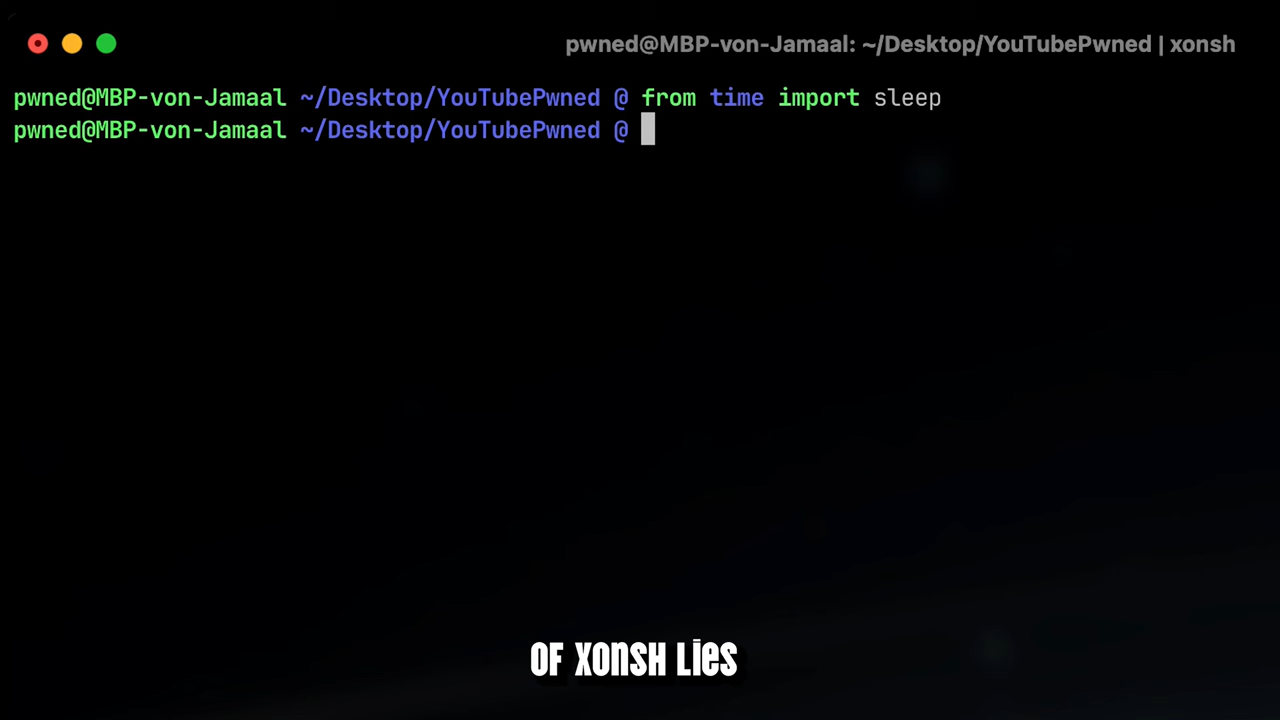 pwned@MBP-von-Jamaal: ~/Desktop/YouTubePwned | xonsh
pwned@MBP-von-Jamaal ~/Desktop/YouTubePwned @ from time import sleep
pwned@MBP-von-Jamaal ~/Desktop/YouTubePwned @
OF XONSH LIES